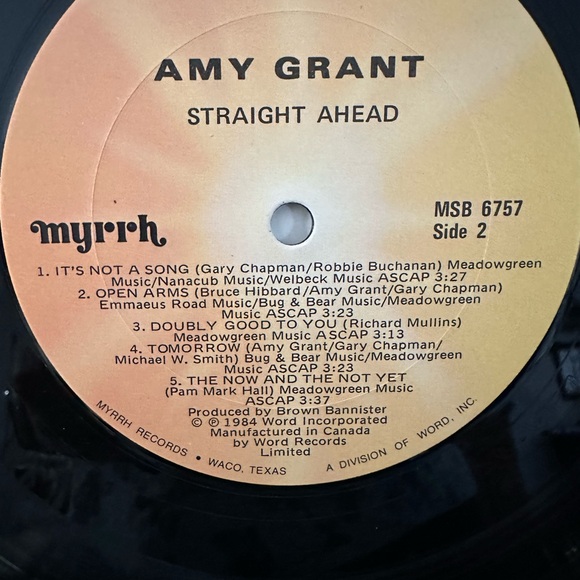 AMY GRANT
STRAIGHT AHEAD
myrrh
MSB 6757
Side 2
1. IT'S NOT A SONG (Gary Chapman/Robbie Buchanan) Meadowgreen
Music/Nanacub Music/Welbeck Music ASCAP 3:27
2. OPEN ARMS (Bruce Hibbard/Amy Grant/Gary Chapman)
Emmaeus Road Music/Bug & Bear Music/Meadowgreen
Music ASCAP 3:23
3. DOUBLY GOOD TO YOU (Richard Mullins)
Meadowgreen Music ASCAP 3:13
4. TOMORROW (Amy Grant/Gary Chapman/
Michael W. Smith) Bug & Bear Music/Meadowgreen
Music ASCAP 3:23
5. THE NOW AND THE NOT YET
(Pam Mark Hall) Meadowgreen Music
ASCAP 3:37
Produced by Brown Bannister
© ℗ 1984 Word Incorporated
Manufactured in Canada
by Word Records
Limited
MYRRH RECORDS • WACO, TEXAS A DIVISION OF WORD, INC.